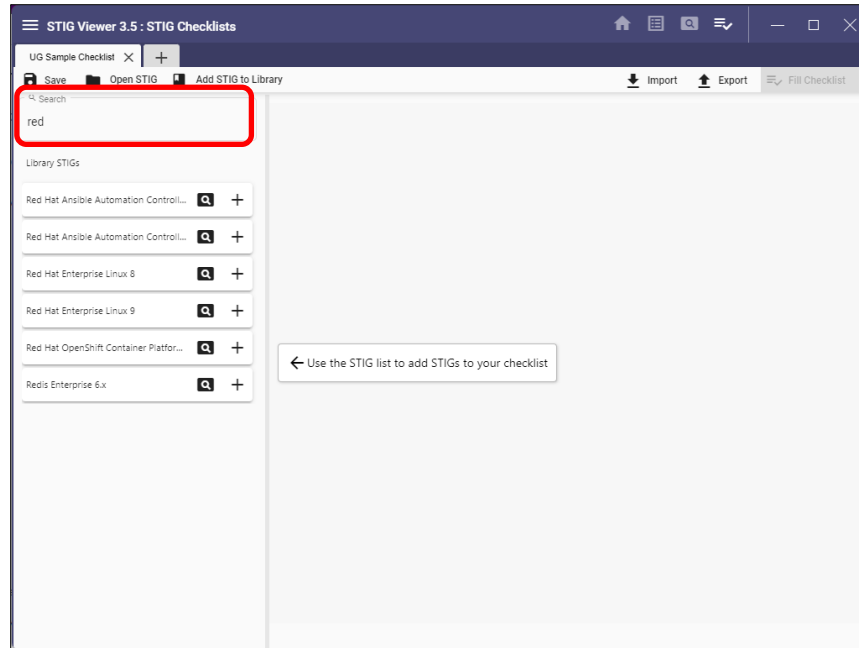 STIG Viewer 3.5 : STIG Checklists
UG Sample Checklist
Save Open STIG Add STIG to Library Import Export Fill Checklist
Search
red
Library STIGs
Red Hat Ansible Automation Controll...
Red Hat Ansible Automation Controll...
Red Hat Enterprise Linux 8
Red Hat Enterprise Linux 9
Red Hat OpenShift Container Platfor...
Use the STIG list to add STIGs to your checklist
Redis Enterprise 6.x